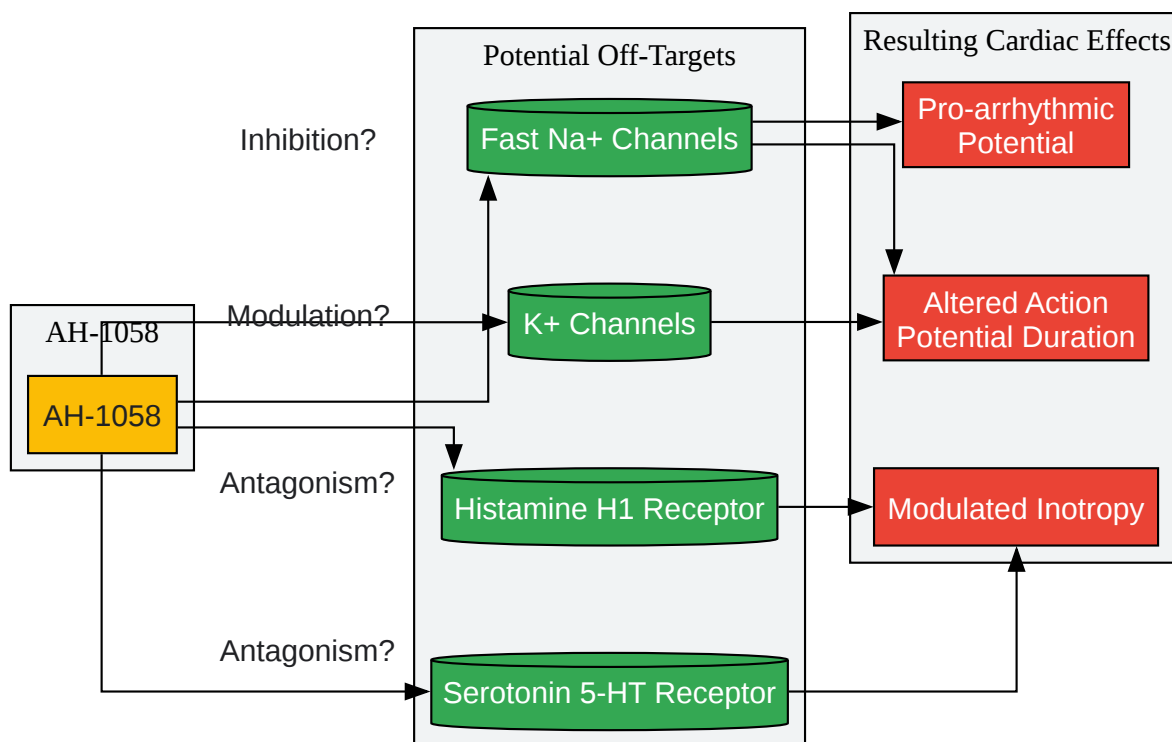 Potential Off-Targets
Resulting Cardiac Effects
Inhibition?
Fast Na+ Channels
Pro-arrhythmic
Potential
AH-1058
Modulation?
K+ Channels
Altered Action
Potential Duration
AH-1058
Antagonism?
Histamine H1 Receptor
Modulated Inotropy
Antagonism?
Serotonin 5-HT Receptor